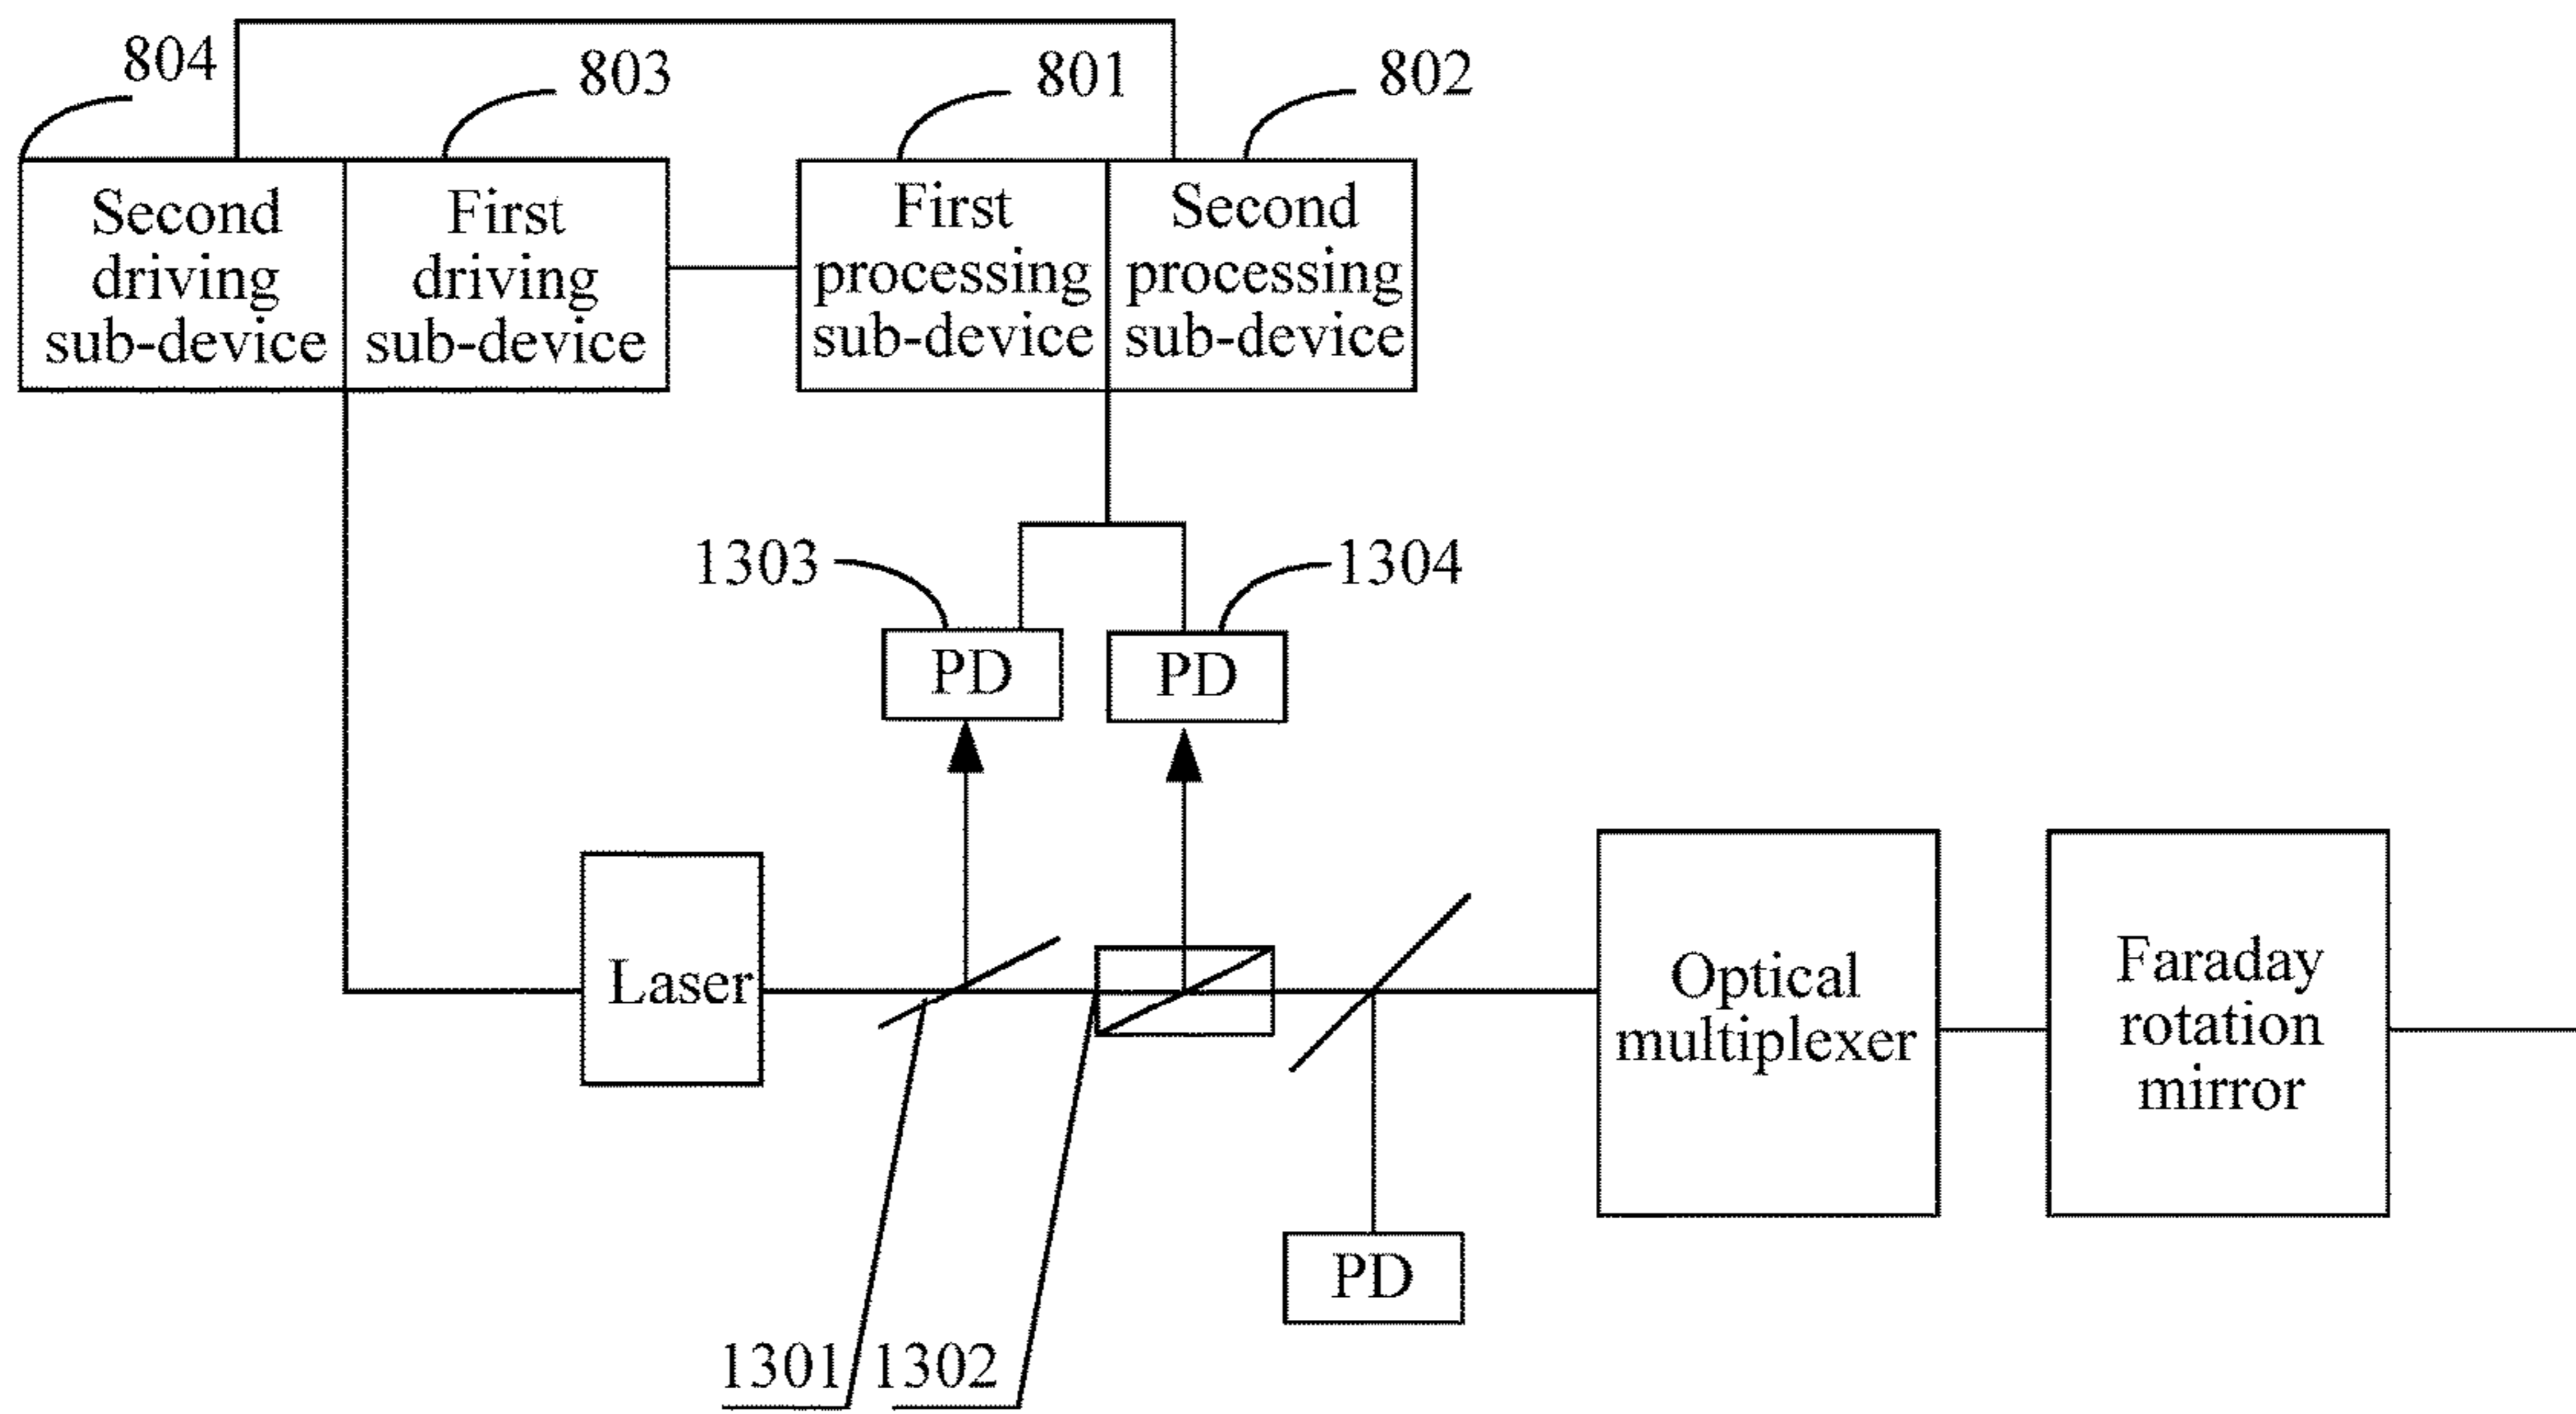 804
803
801
802
Second
driving
sub-device
First
driving
sub-device
First
processing
sub-device
Second
processing
sub-device
1303
1304
PD
PD
Laser
Optical
multiplexer
Faraday
rotation
mirror
PD
1301
1302